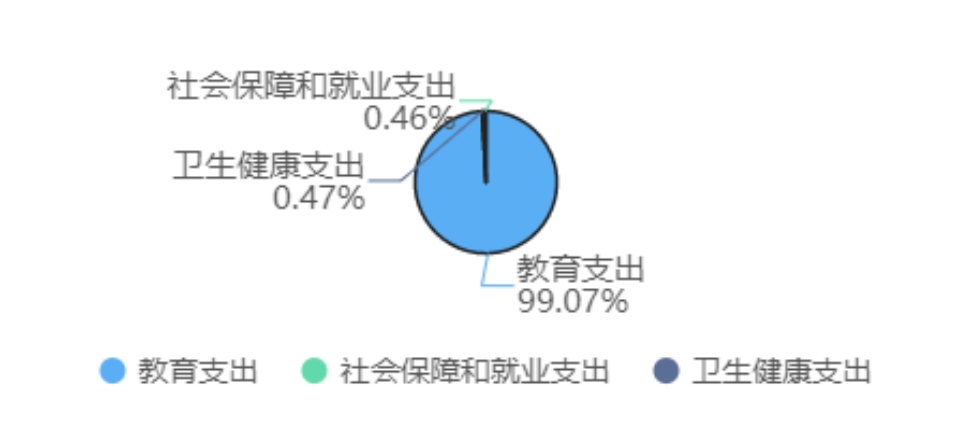 社会保障和就业支出
0.46%
卫生健康支出
0.47%
教育支出
99.07%
教育支出 社会保障和就业支出 卫生健康支出